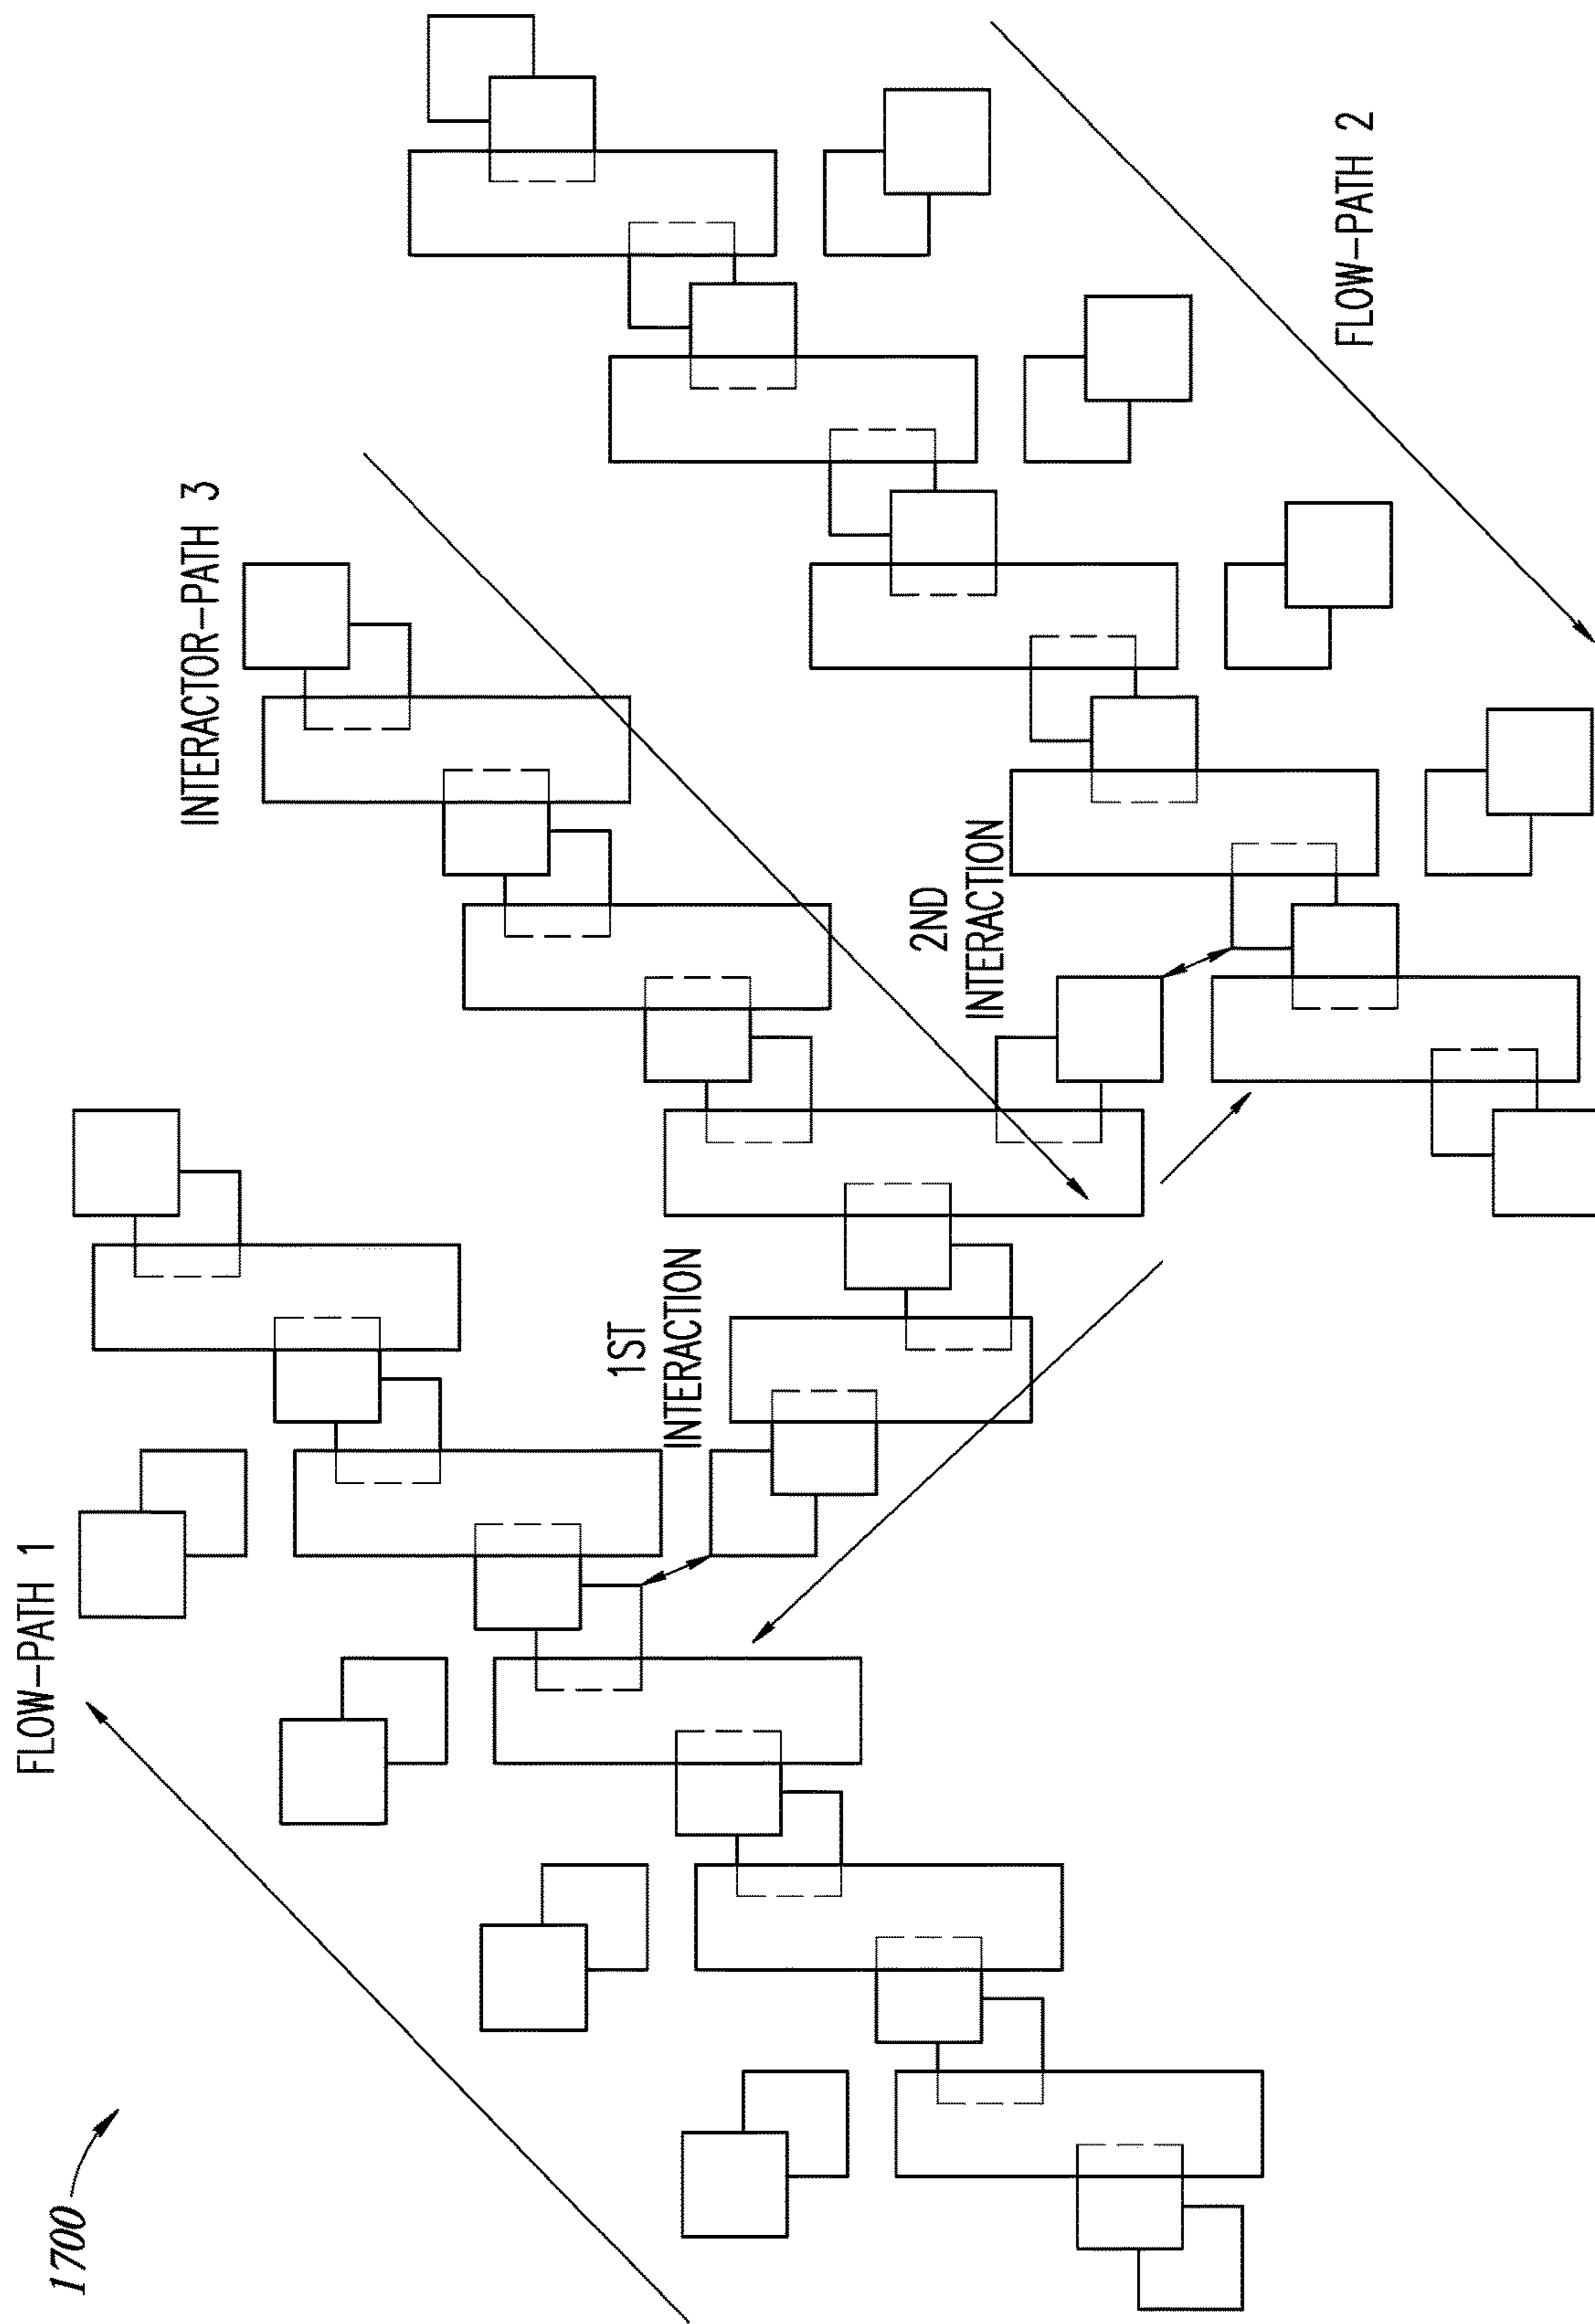 1700
FLOW-PATH 1
1ST
INTERACTION
INTERACTOR-PATH 3
2ND
INTERACTION
FLOW-PATH 2